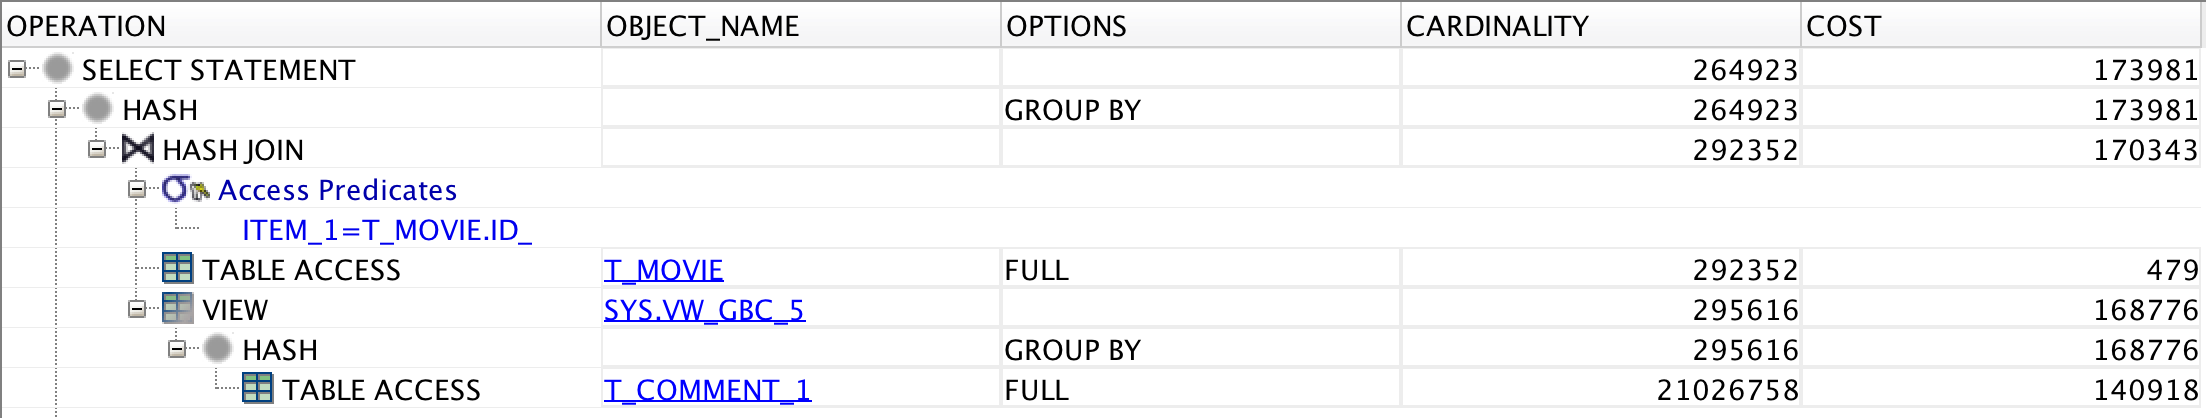 OPERATION OBJECT_NAME OPTIONS CARDINALITY COST
SELECT STATEMENT 264923 173981
HASH GROUP BY 264923 173981
HASH JOIN 292352 170343
Access Predicates
ITEM_1=T_MOVIE.ID_
TABLE ACCESS T_MOVIE FULL 292352 479
VIEW SYS.VW_GBC_5 295616 168776
HASH GROUP BY 295616 168776
TABLE ACCESS T_COMMENT_1 FULL 21026758 140918